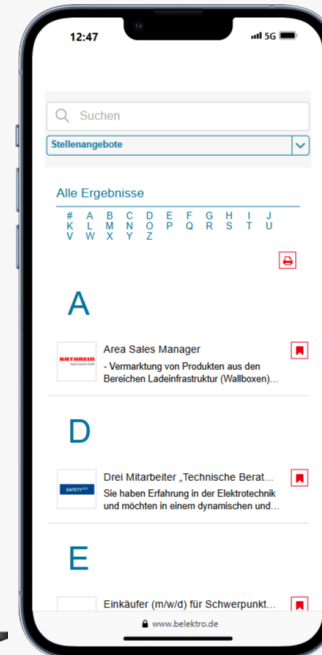 12:47
5G
Suchen
Stellenangebote
Alle Ergebnisse
# A B C D E F G H I J
K L M N O P Q R S T U
V W X Y Z
A
KATHREIN
Area Sales Manager
- Vermarktung von Produkten aus den
Bereichen Ladeinfrastruktur (Wallboxen)...
D
Drei Mitarbeiter „Technische Berat...
Sie haben Erfahrung in der Elektrotechnik
und möchten in einem dynamischen und...
E
Einkäufer (m/w/d) für Schwerpunkt...
www.belektro.de